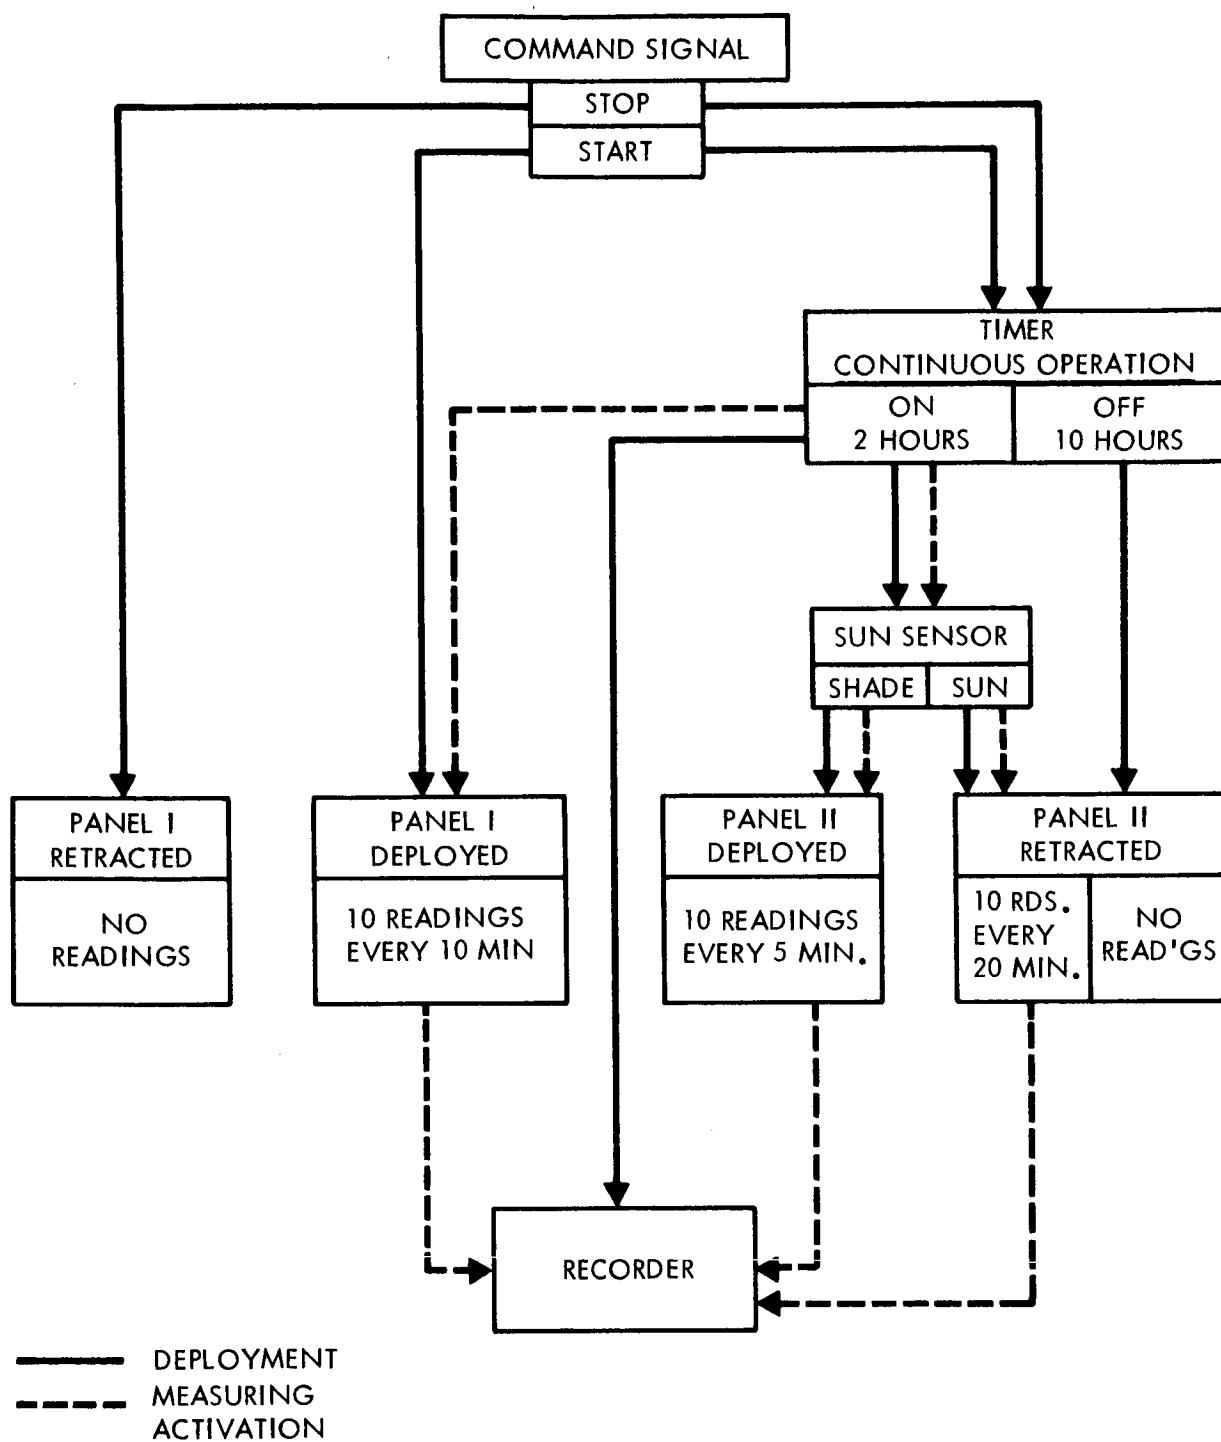 COMMAND SIGNAL
STOP
START
TIMER
CONTINUOUS OPERATION
ON
2 HOURS
OFF
10 HOURS
SUN SENSOR
SHADE
SUN
PANEL I
RETRACTED
NO
READINGS
PANEL I
DEPLOYED
10 READINGS
EVERY 10 MIN
PANEL II
DEPLOYED
10 READINGS
EVERY 5 MIN.
PANEL II
RETRACTED
10 RDS.
EVERY
20 MIN.
NO
READ'GS
RECORDER
DEPLOYMENT
MEASURING
ACTIVATION